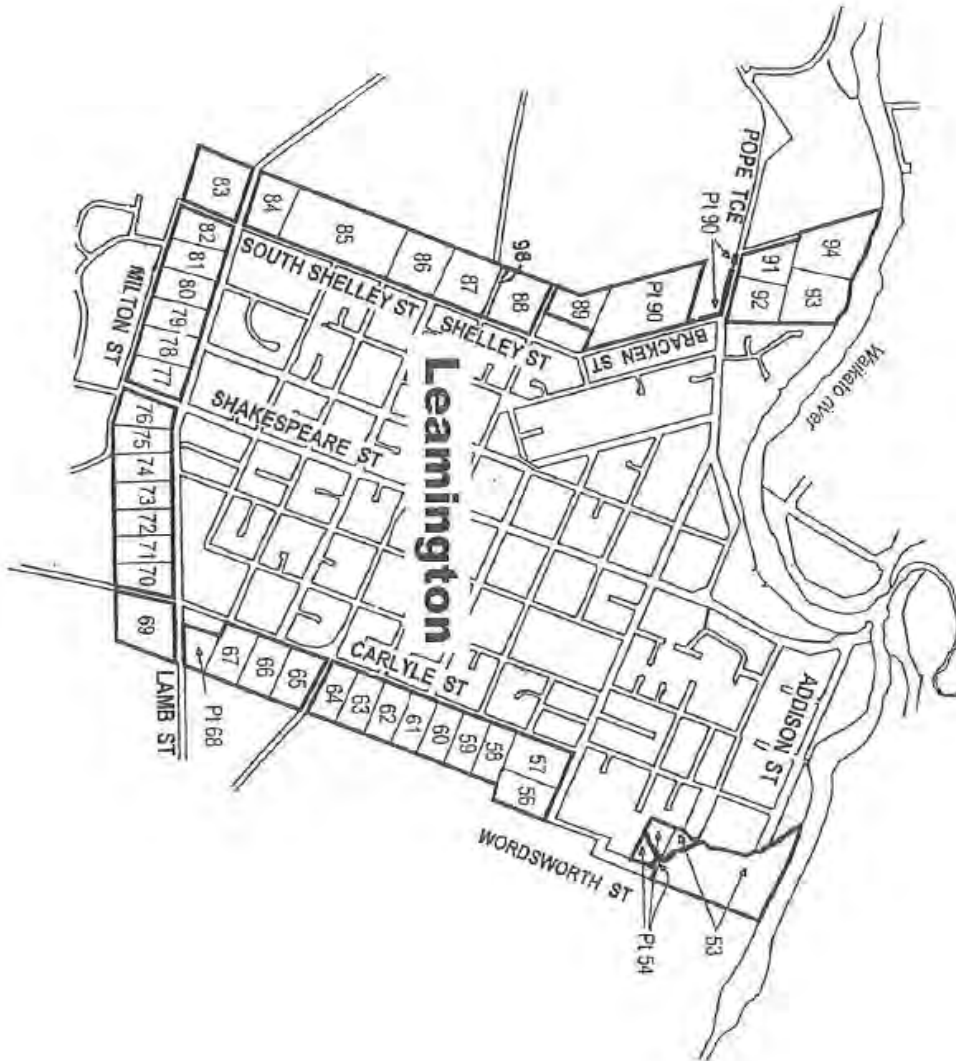 POPE TCE
Pt 90
94
91
93
92
Waikato river
83
84
85
86
87
98
88
89
Pt 90
BRACKEN ST
SOUTH SHELLEY ST
SHELLEY ST
82
81
80
79
78
77
MILTON ST
Leamington
SHAKESPEARE ST
76
75
74
73
72
71
70
69
LAMB ST
Pt 68
67
66
65
CARLYLE ST
64
63
62
61
60
59
58
57
56
ADDISON ST
WORDSWORTH ST
Pt 54
53